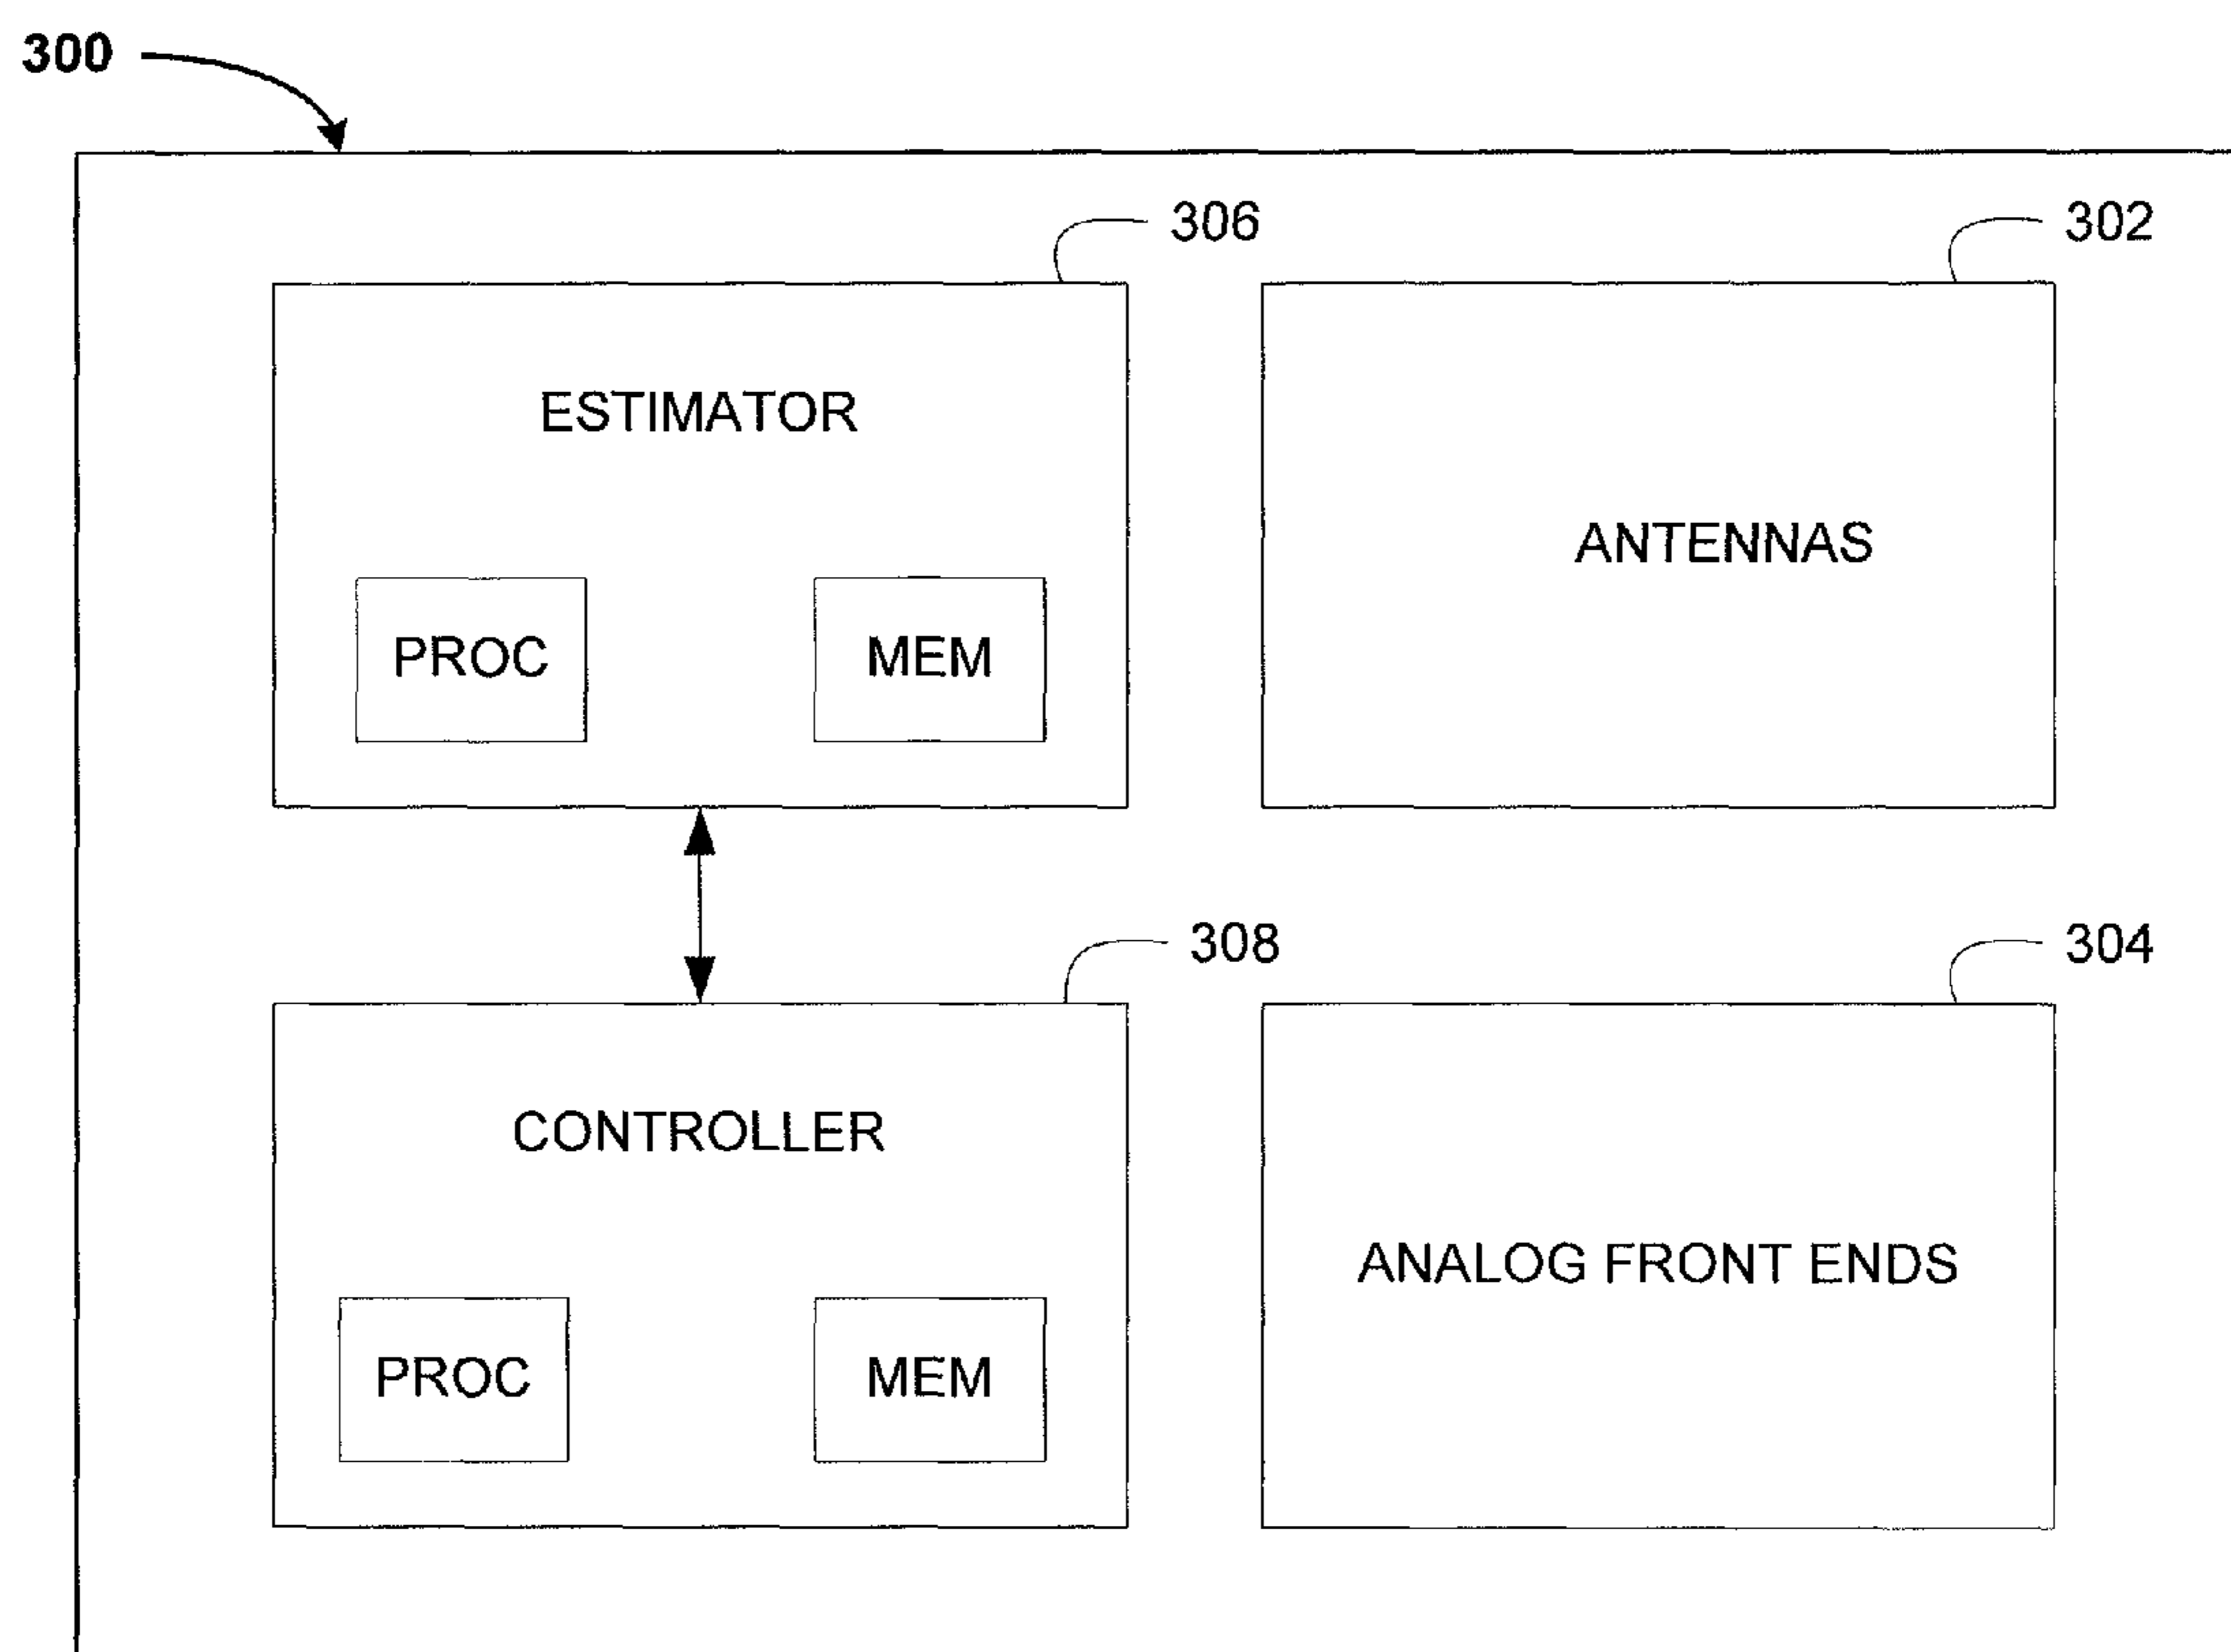 300
306
302
ESTIMATOR
ANTENNAS
PROC
MEM
308
304
CONTROLLER
ANALOG FRONT ENDS
PROC
MEM